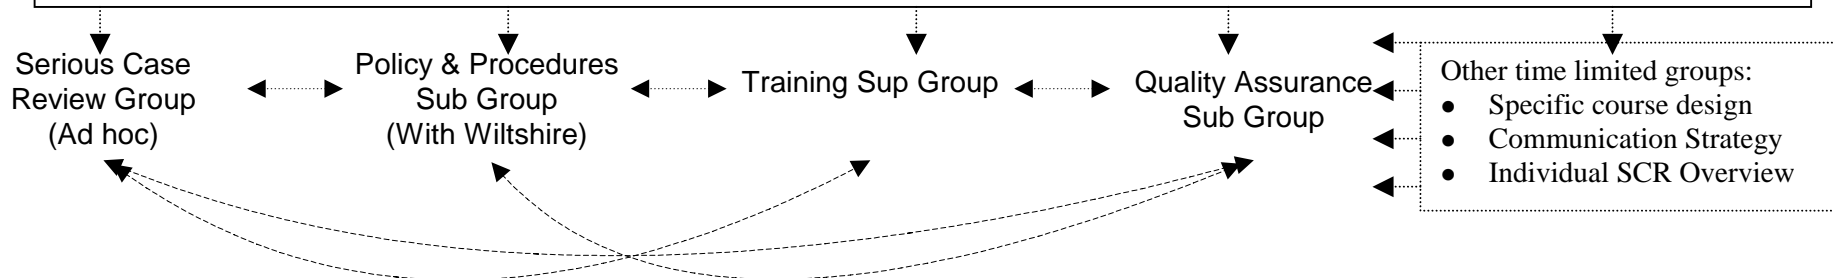 Serious Case
Review Group
(Ad hoc)
Policy & Procedures
Sub Group
(With Wiltshire)
Training Sup Group
Quality Assurance
Sub Group
Other time limited groups:
● Specific course design
● Communication Strategy
● Individual SCR Overview